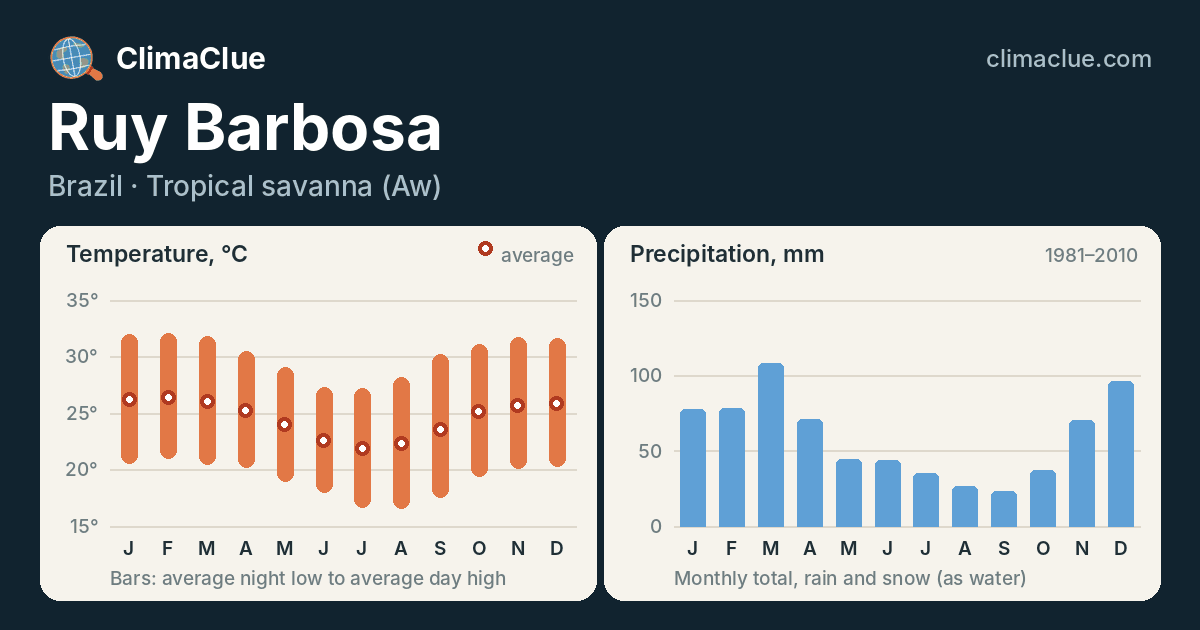 ClimaClue
climaclue.com
Ruy Barbosa
Brazil · Tropical savanna (Aw)
Temperature, °C
average
35°
30°
25°
20°
15°
J F M A M J J A S O N D
Bars: average night low to average day high
Precipitation, mm
1981–2010
150
100
50
0
J F M A M J J A S O N D
Monthly total, rain and snow (as water)